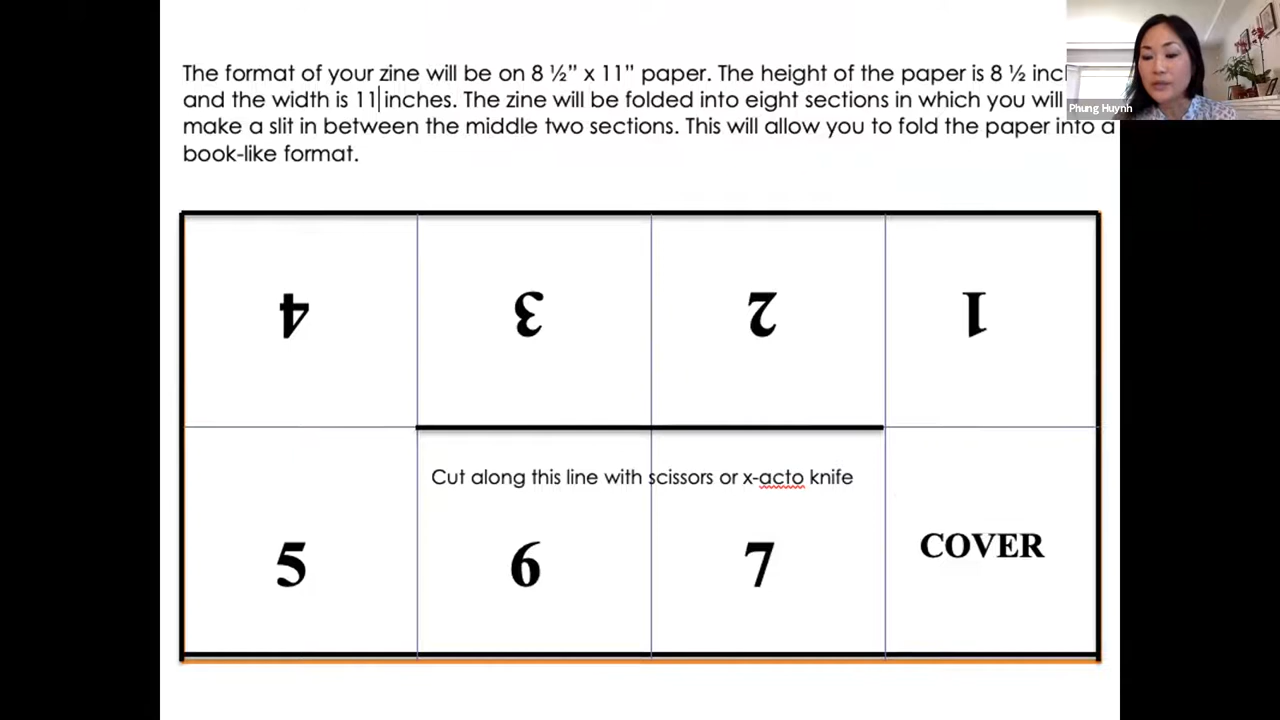 The format of your zine will be on 8 ½” x 11” paper. The height of the paper is 8 ½
and the width is 11 inches. The zine will be folded into eight sections in which you will
make a slit in between the middle two sections. This will allow you to fold the paper into a
book-like format.
Phung Huynh
4 3 2 1
Cut along this line with scissors or x-acto knife
5 6 7 COVER